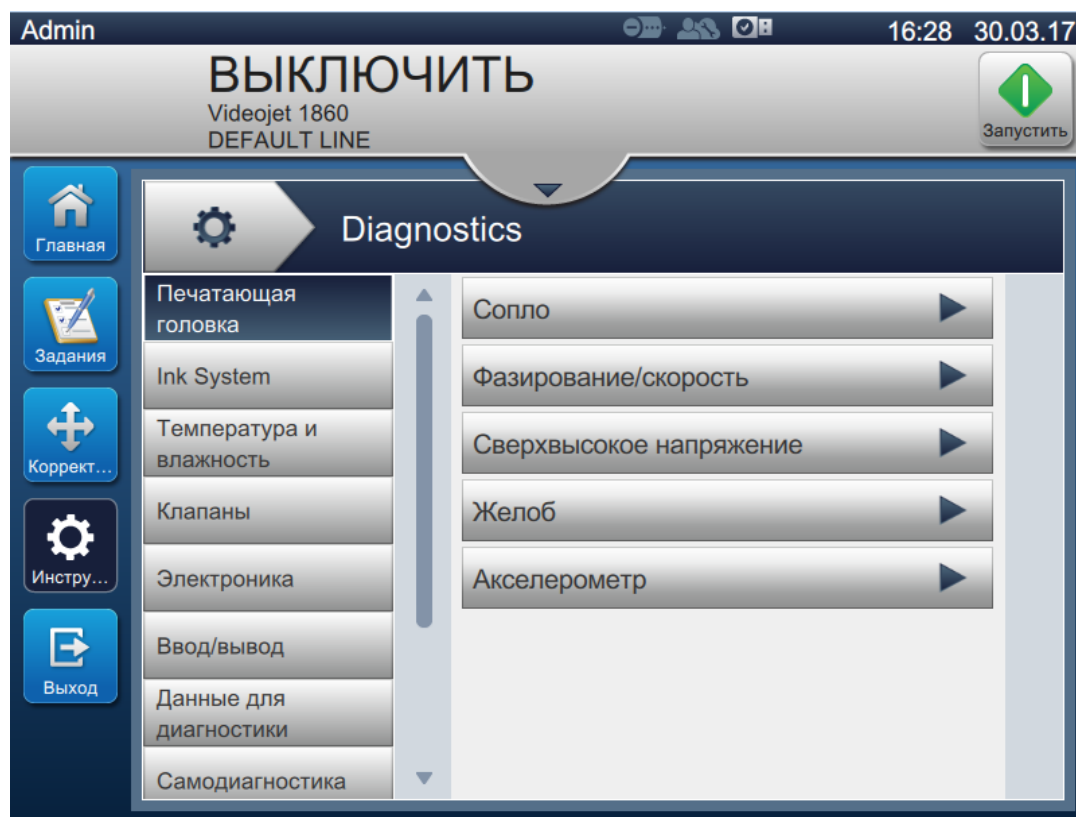 Admin
16:28 30.03.17
ВЫКЛЮЧИТЬ
Videojet 1860
DEFAULT LINE
Запустить
Главная
Задания
Коррект...
Инстру...
Выход
Diagnostics
Печатающая
головка
Ink System
Температура и
влажность
Клапаны
Электроника
Ввод/вывод
Данные для
диагностики
Самодиагностика
Сопло
Фазирование/скорость
Сверхвысокое напряжение
Желоб
Акселерометр